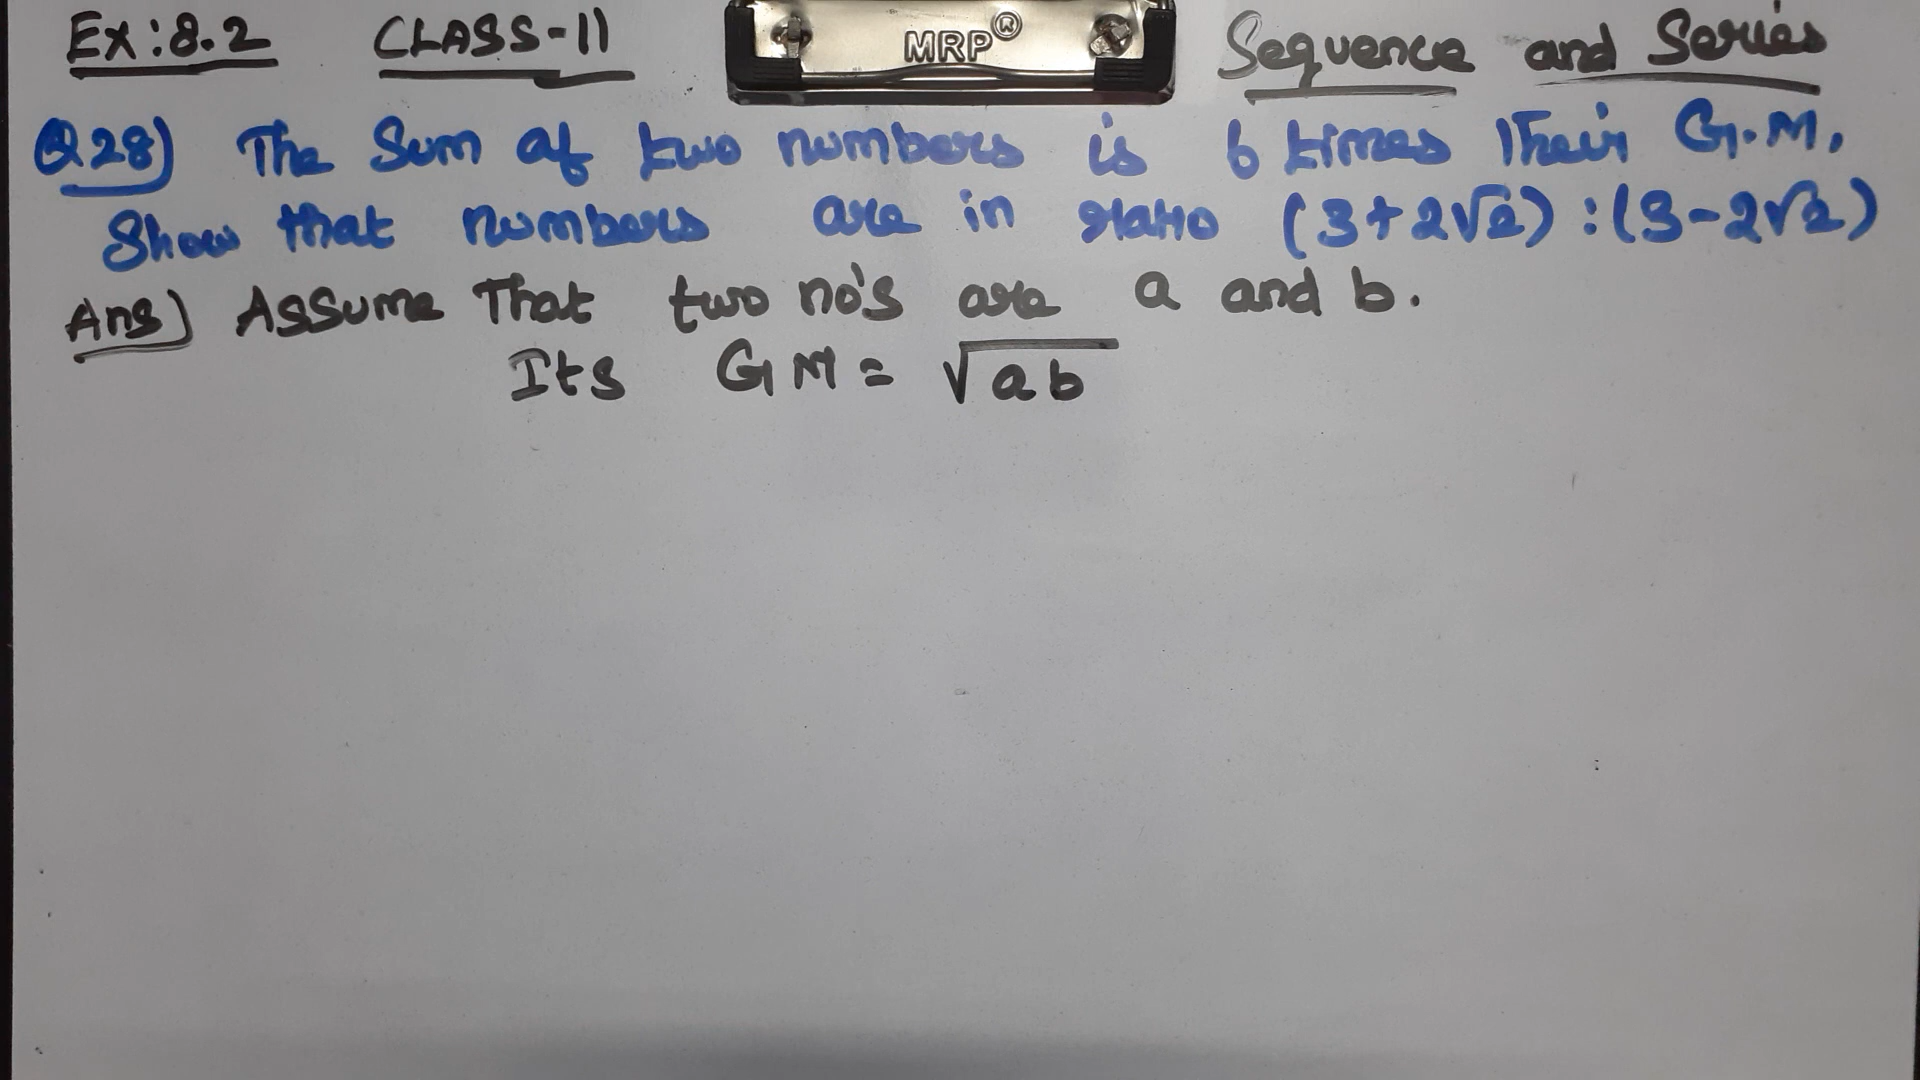 Ex:8.2 CLASS-11 MRP® Sequence and Series
Q28) The Sum of two numbers is 6 times their G.M.
Show that numbers are in ratio (3+2√2):(3-2√2)
Ans) Assume That two no's are a and b.
Its GM = √ab